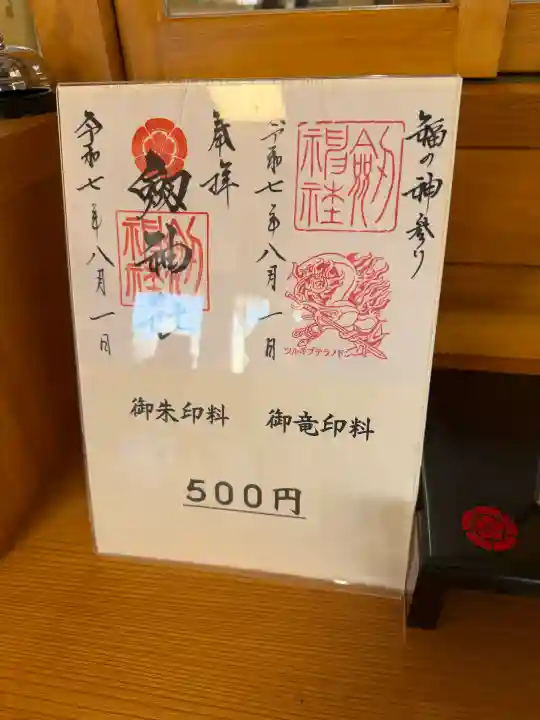 福の神参り
劔神社
令和七年八月一日
ツルギプテラノドン
奉拝
劔神社
劔神社
令和七年八月一日
御朱印料
御竜印料
500円